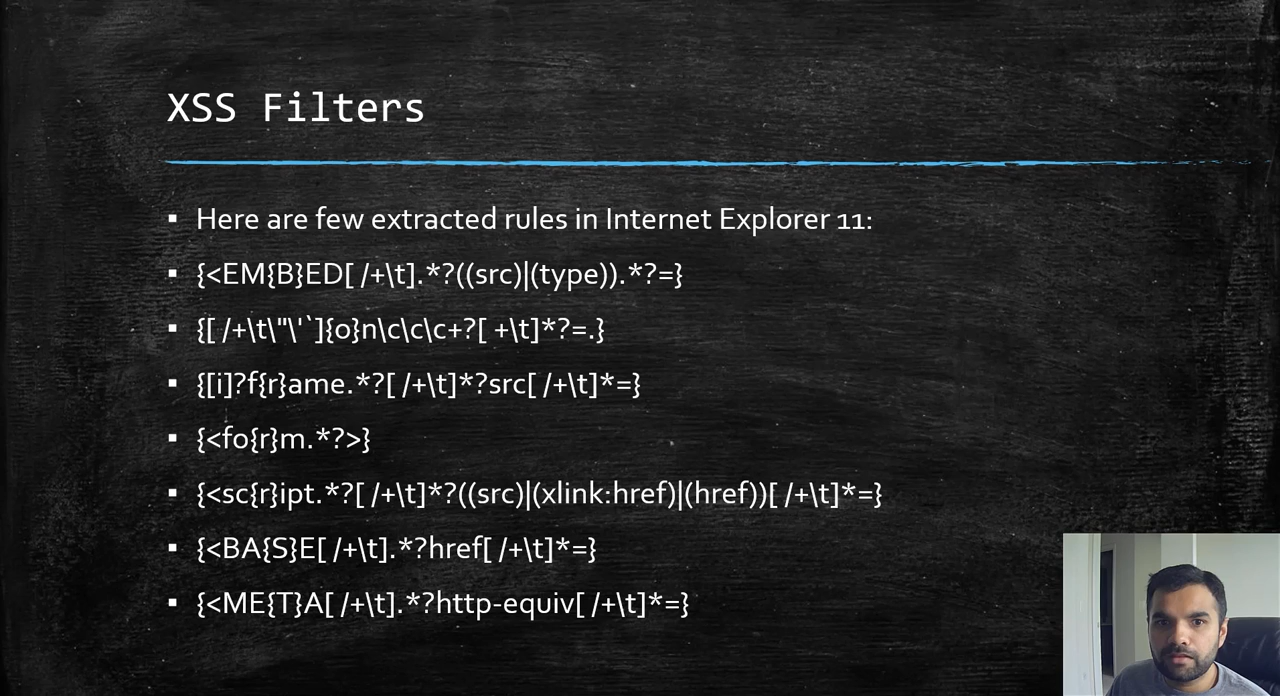 XSS Filters
▪ Here are few extracted rules in Internet Explorer 11:
▪ {<EM{B}ED[ /+\t].*?((src)|(type)).*?=}
▪ {[ /+\t\"\'`]{o}n\c\c\c+?[ +\t]*?=.}
▪ {[i]?f{r}ame.*?[ /+\t]*?src[ /+\t]*=}
▪ {<fo{r}m.*?>}
▪ {<sc{r}ipt.*?[ /+\t]*?((src)|(xlink:href)|(href))[ /+\t]*=}
▪ {<BA{S}E[ /+\t].*?href[ /+\t]*=}
▪ {<ME{T}A[ /+\t].*?http-equiv[ /+\t]*=}